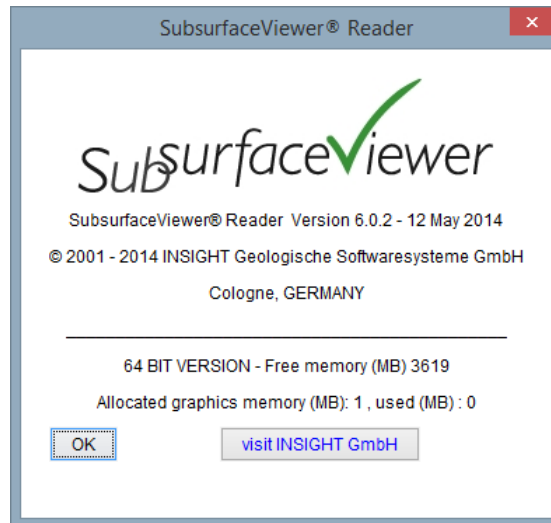 SubsurfaceViewer® Reader
SubsurfaceViewer
SubsurfaceViewer® Reader Version 6.0.2 - 12 May 2014
© 2001 - 2014 INSIGHT Geologische Softwaresysteme GmbH
Cologne, GERMANY
64 BIT VERSION - Free memory (MB) 3619
Allocated graphics memory (MB): 1 , used (MB) : 0
OK
visit INSIGHT GmbH